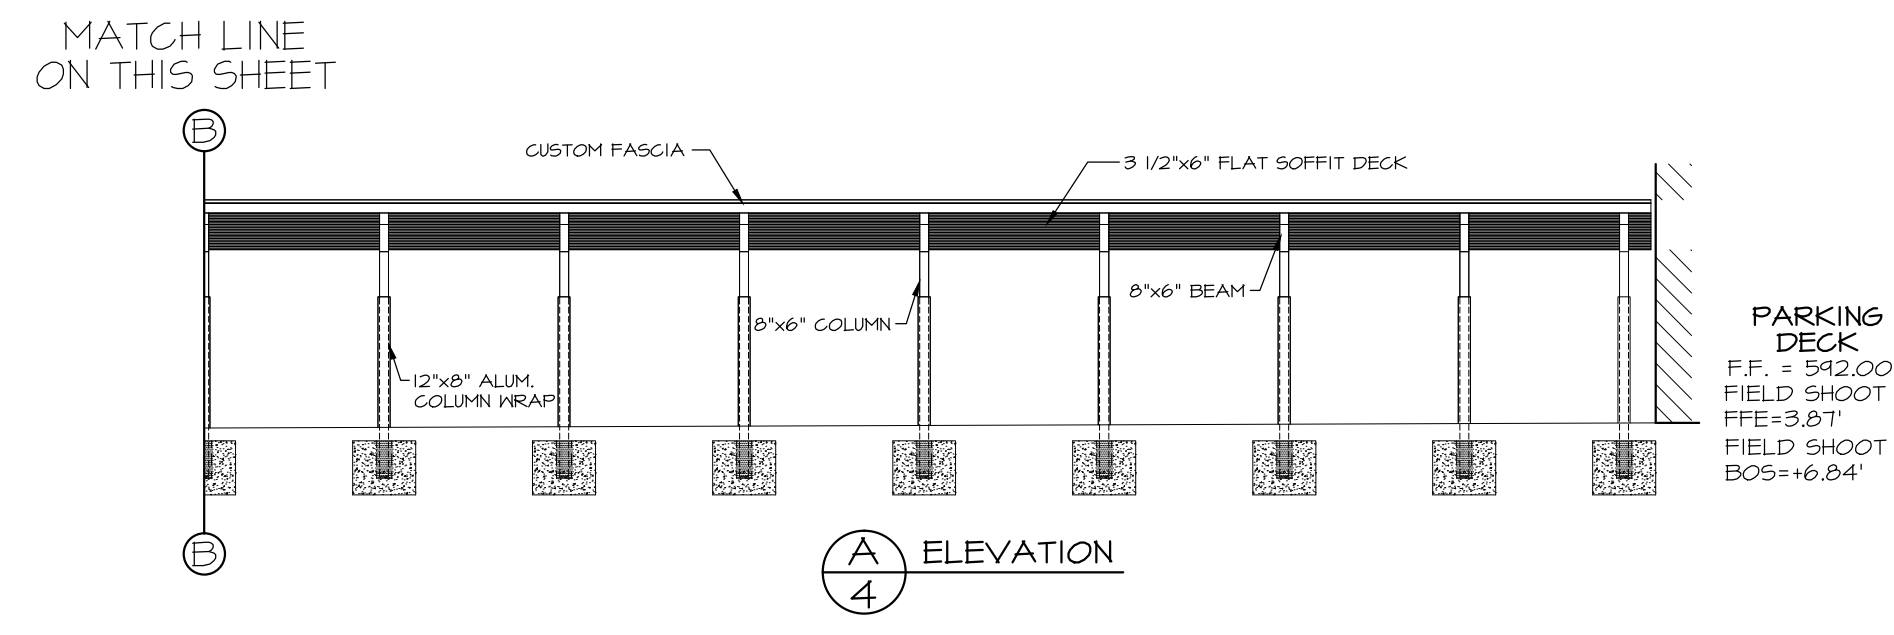 MATCH LINE
ON THIS SHEET
B
CUSTOM FASCIA
3 1/2"x6" FLAT SOFFIT DECK
8"x6" BEAM
8"x6" COLUMN
12"x8" ALUM.
COLUMN WRAP
PARKING
DECK
F.F. = 592.00
FIELD SHOOT
FFE=3.87'
FIELD SHOOT
BOS=+6.84'
B
A
4
ELEVATION